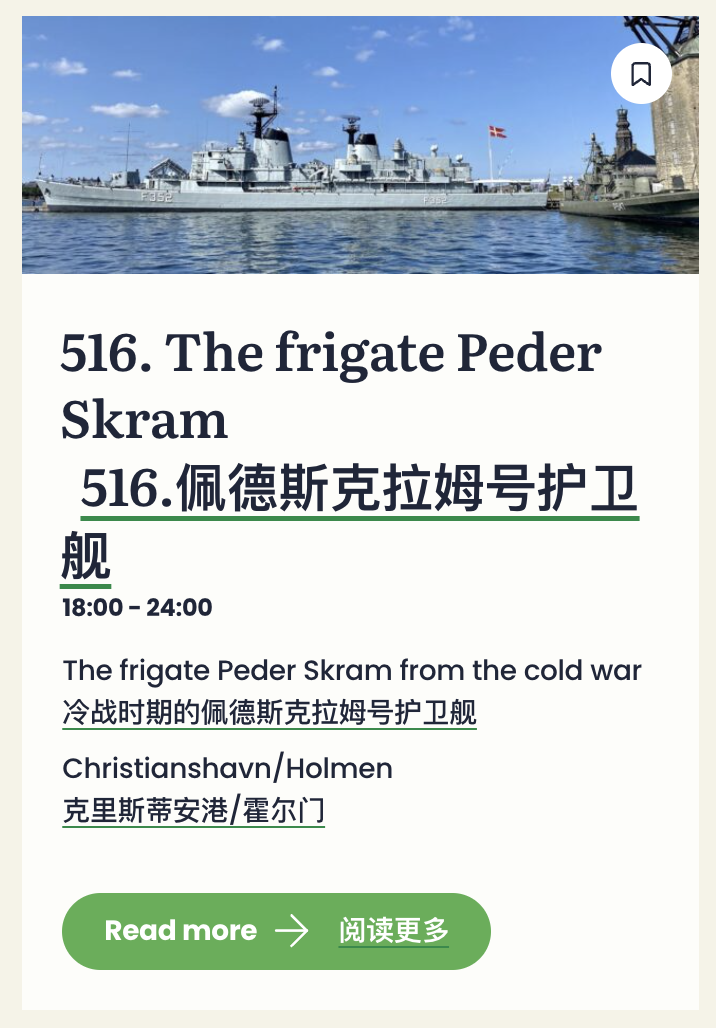 F352
F352
516. The frigate Peder
Skram
516.佩德斯克拉姆号护卫
舰
18:00 – 24:00
The frigate Peder Skram from the cold war
冷战时期的佩德斯克拉姆号护卫舰
Christianshavn/Holmen
克里斯蒂安港/霍尔门
Read more → 阅读更多